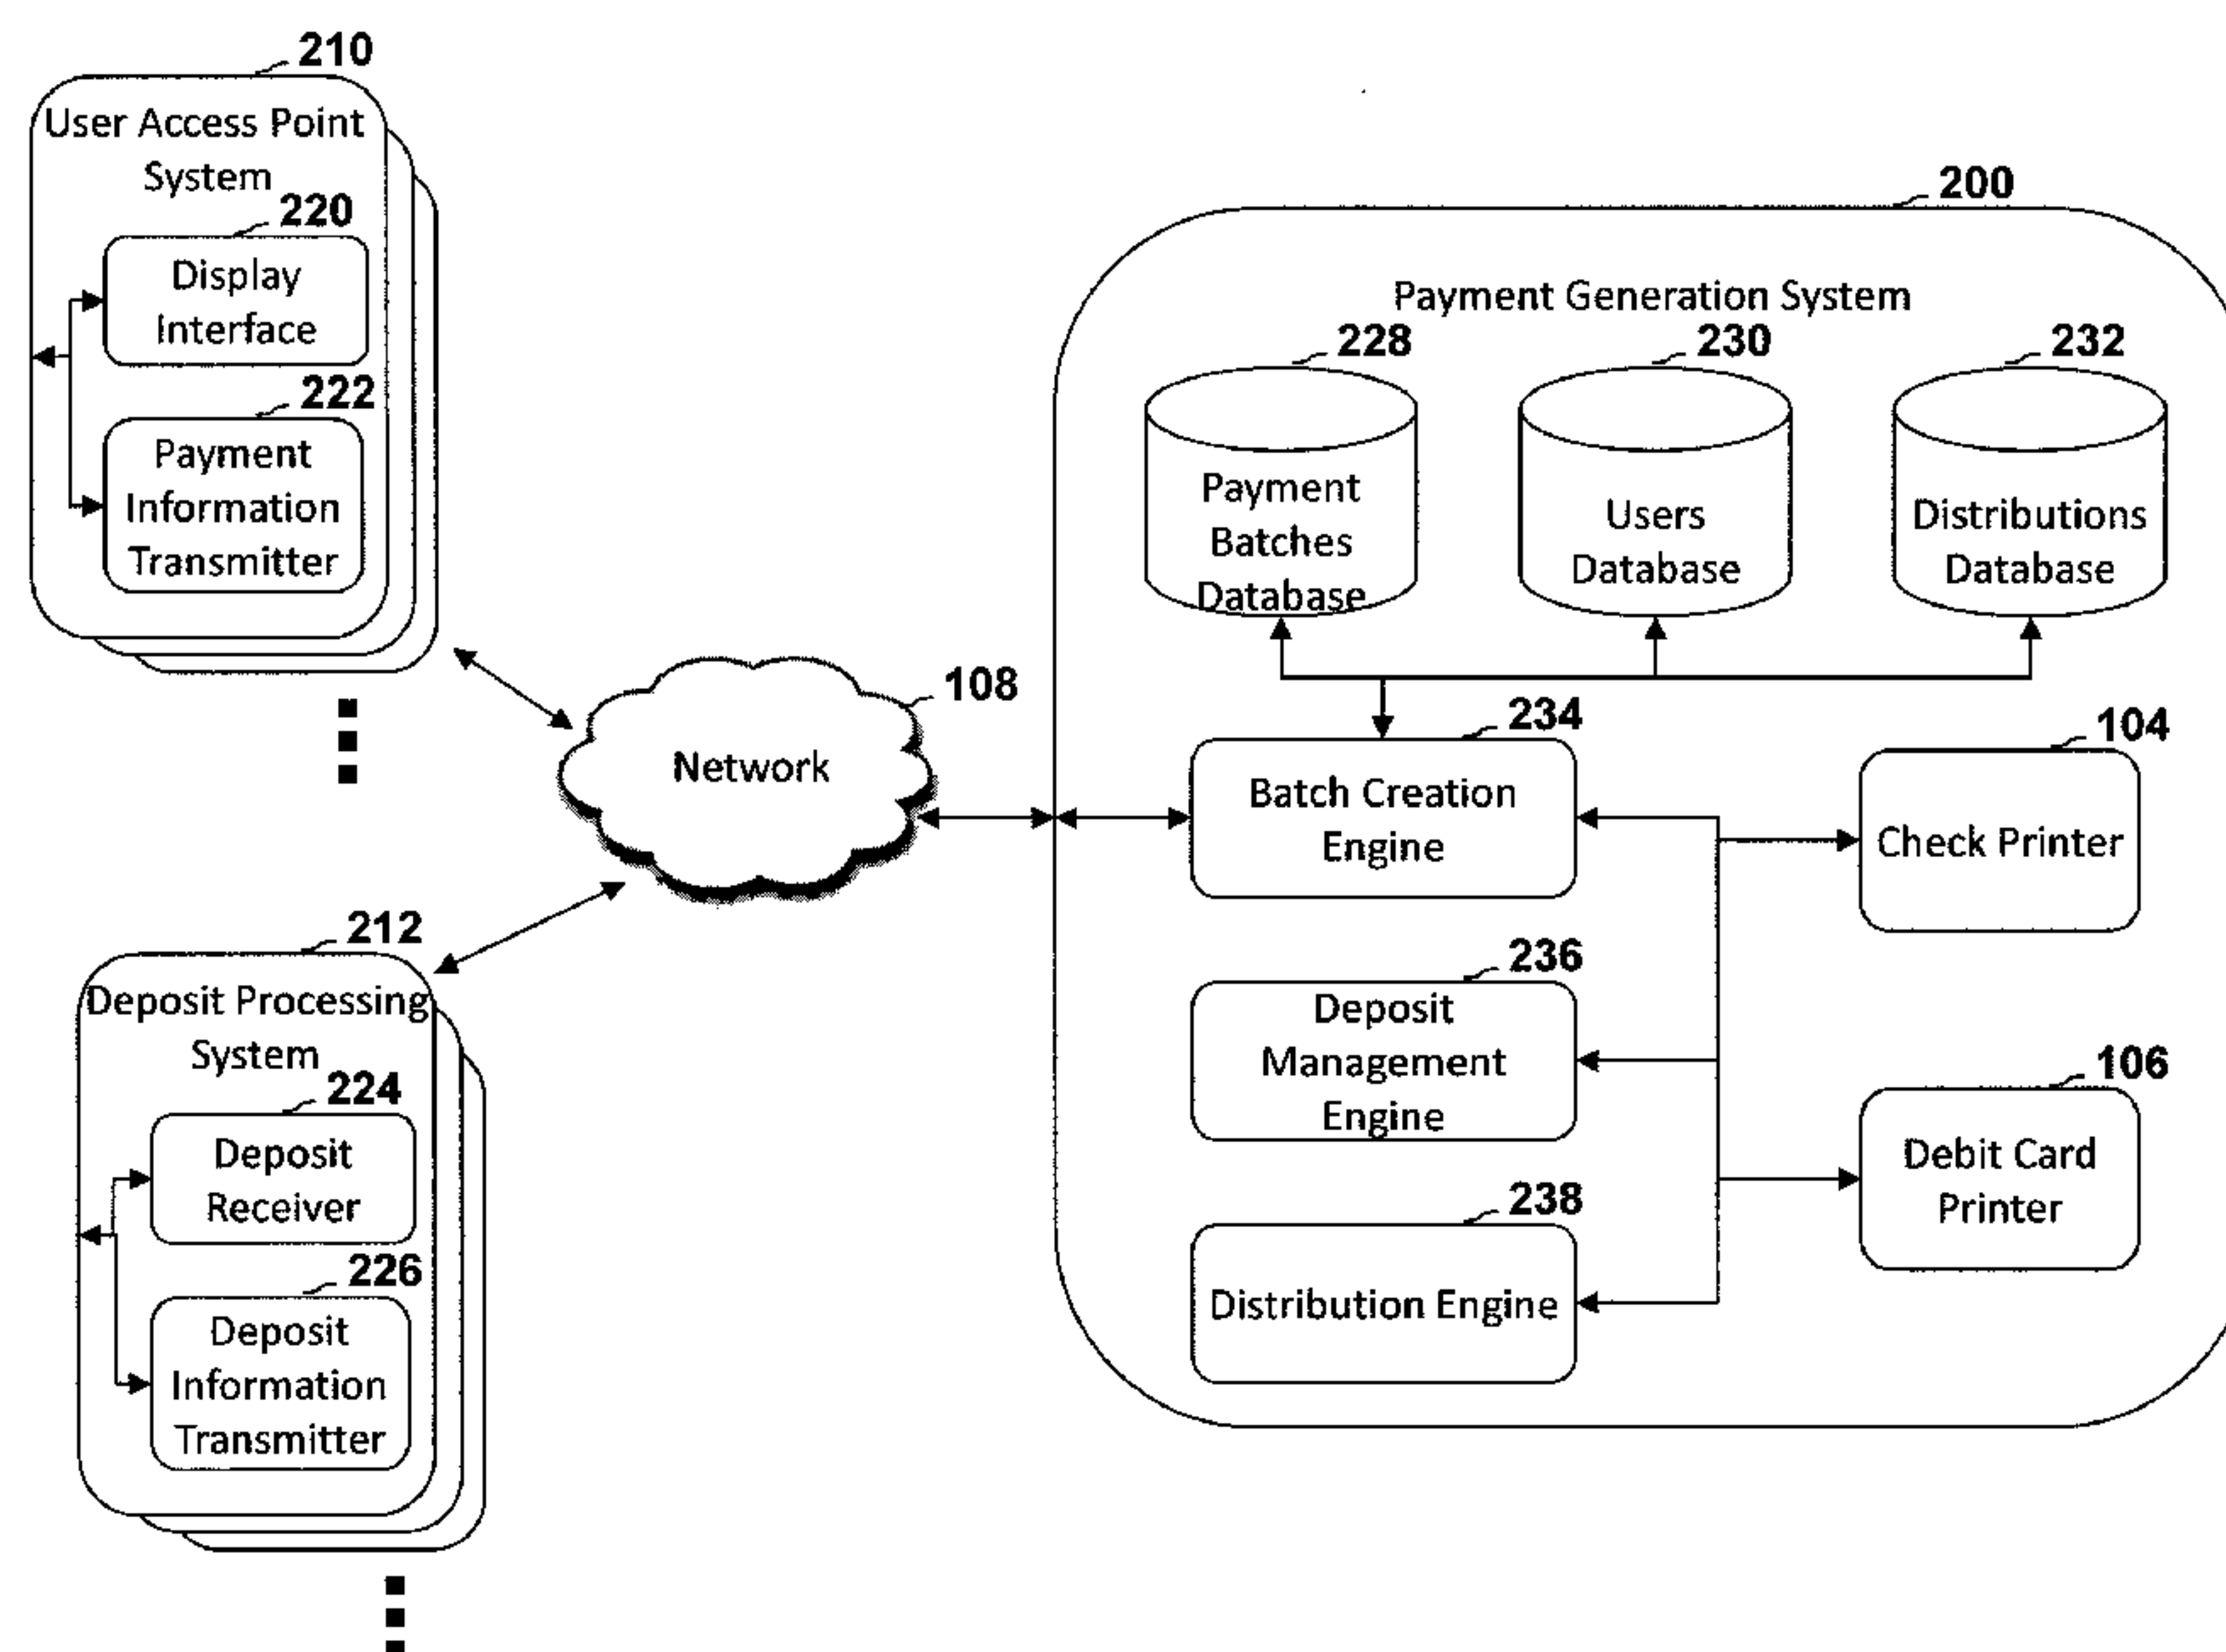 210
User Access Point
System
220
Display
Interface
222
Payment
Information
Transmitter
108
Network
212
Deposit Processing
System
224
Deposit
Receiver
226
Deposit
Information
Transmitter
200
Payment Generation System
228
Payment
Batches
Database
230
Users
Database
232
Distributions
Database
234
Batch Creation
Engine
104
Check Printer
236
Deposit
Management
Engine
106
Debit Card
Printer
238
Distribution Engine